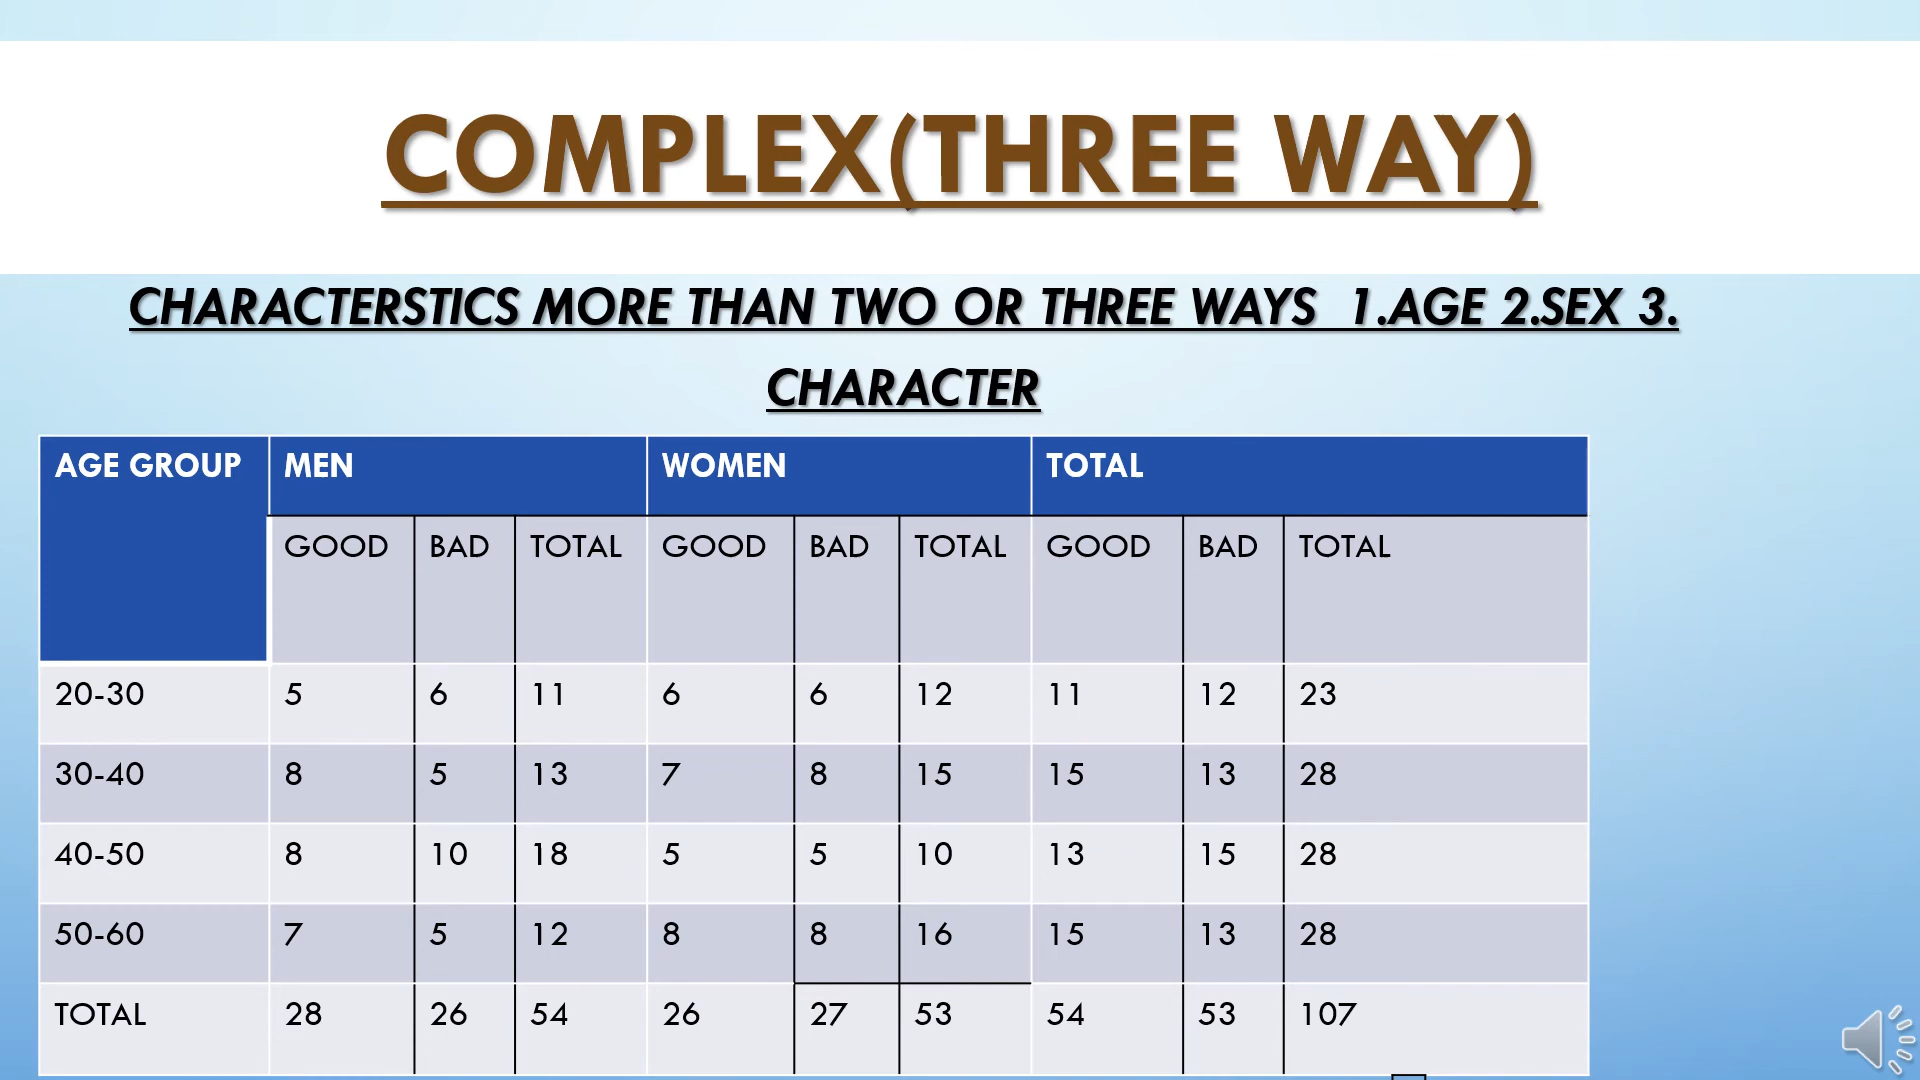 COMPLEX(THREE WAY)
CHARACTERSTICS MORE THAN TWO OR THREE WAYS 1.AGE 2.SEX 3.
CHARACTER
AGE GROUP MEN WOMEN TOTAL
GOOD BAD TOTAL GOOD BAD TOTAL GOOD BAD TOTAL
20-30 5 6 11 6 6 12 11 12 23
30-40 8 5 13 7 8 15 15 13 28
40-50 8 10 18 5 5 10 13 15 28
50-60 7 5 12 8 8 16 15 13 28
TOTAL 28 26 54 26 27 53 54 53 107